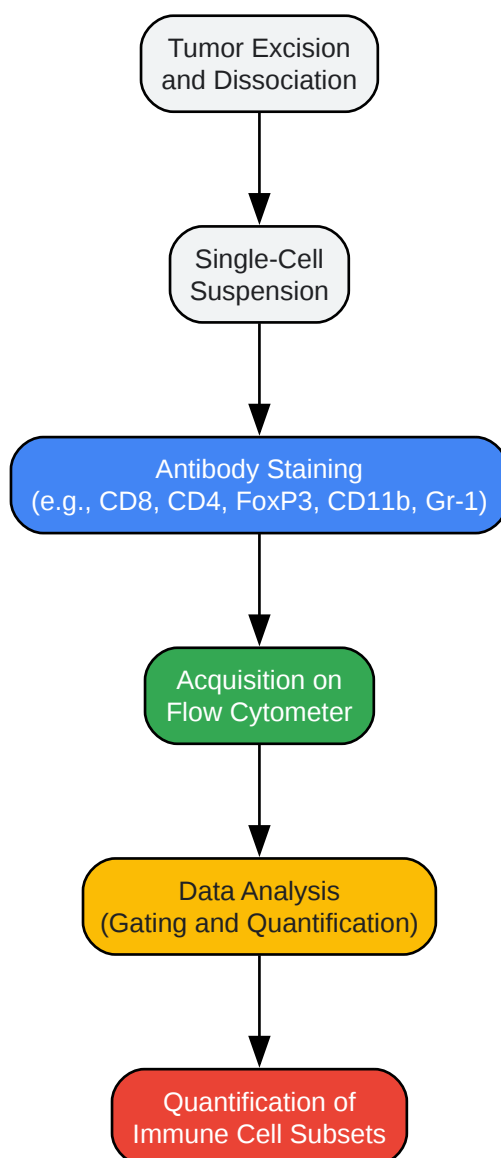 Tumor Excision
and Dissociation
Single-Cell
Suspension
Antibody Staining
(e.g., CD8, CD4, FoxP3, CD11b, Gr-1)
Acquisition on
Flow Cytometer
Data Analysis
(Gating and Quantification)
Quantification of
Immune Cell Subsets